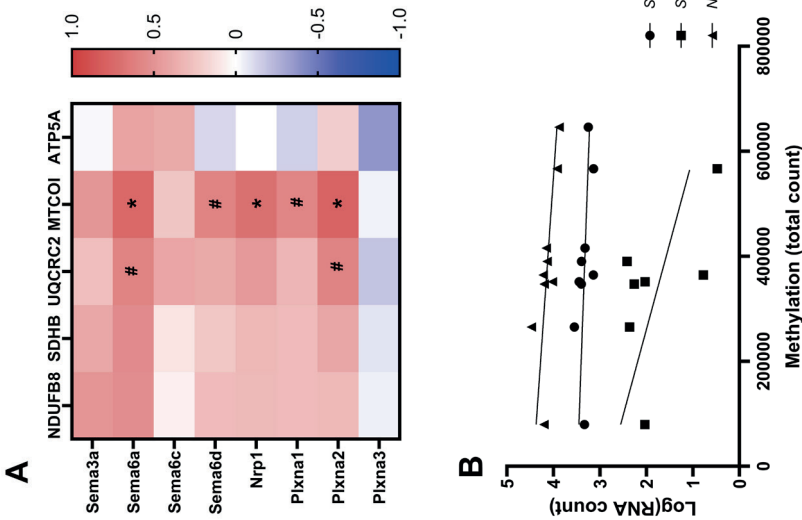 A
NDUFB8 SDHB UQCRC2 MTCOI ATP5A
Sema3a
Sema6a # *
Sema6c
Sema6d #
Nrp1 *
Plxna1 #
Plxna2 # *
Plxna3
1.0
0.5
0
-0.5
-1.0
B
Log(RNA count)
5
4
3
2
1
0
0 200000 400000 600000 800000
Methylation (total count)
S
S
N